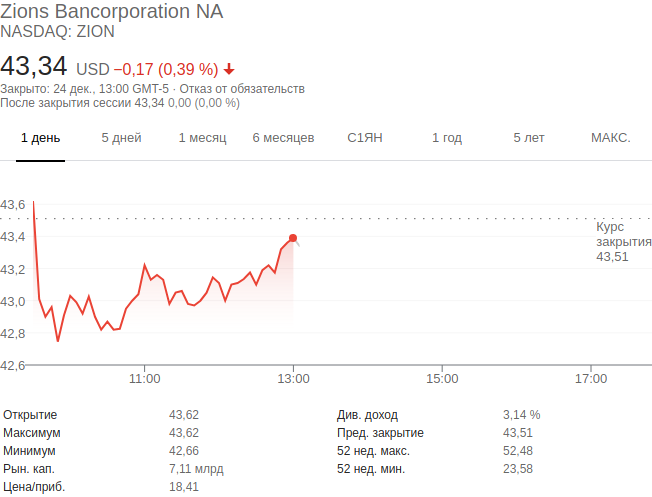 Zions Bancorporation NA
NASDAQ: ZION
43,34 USD −0,17 (0,39 %)
Закрыто: 24 дек., 13:00 GMT-5 · Отказ от обязательств
После закрытия сессии 43,34 0,00 (0,00 %)
1 день 5 дней 1 месяц 6 месяцев С1ЯН 1 год 5 лет МАКС.
43,6
Курс
43,4
закрытия
43,51
43,2
43,0
42,8
42,6
11:00 13:00 15:00 17:00
Открытие 43,62 Див. доход 3,14 %
Максимум 43,62 Пред. закрытие 43,51
Минимум 42,66 52 нед. макс. 52,48
Рын. кап. 7,11 млрд 52 нед. мин. 23,58
Цена/приб. 18,41